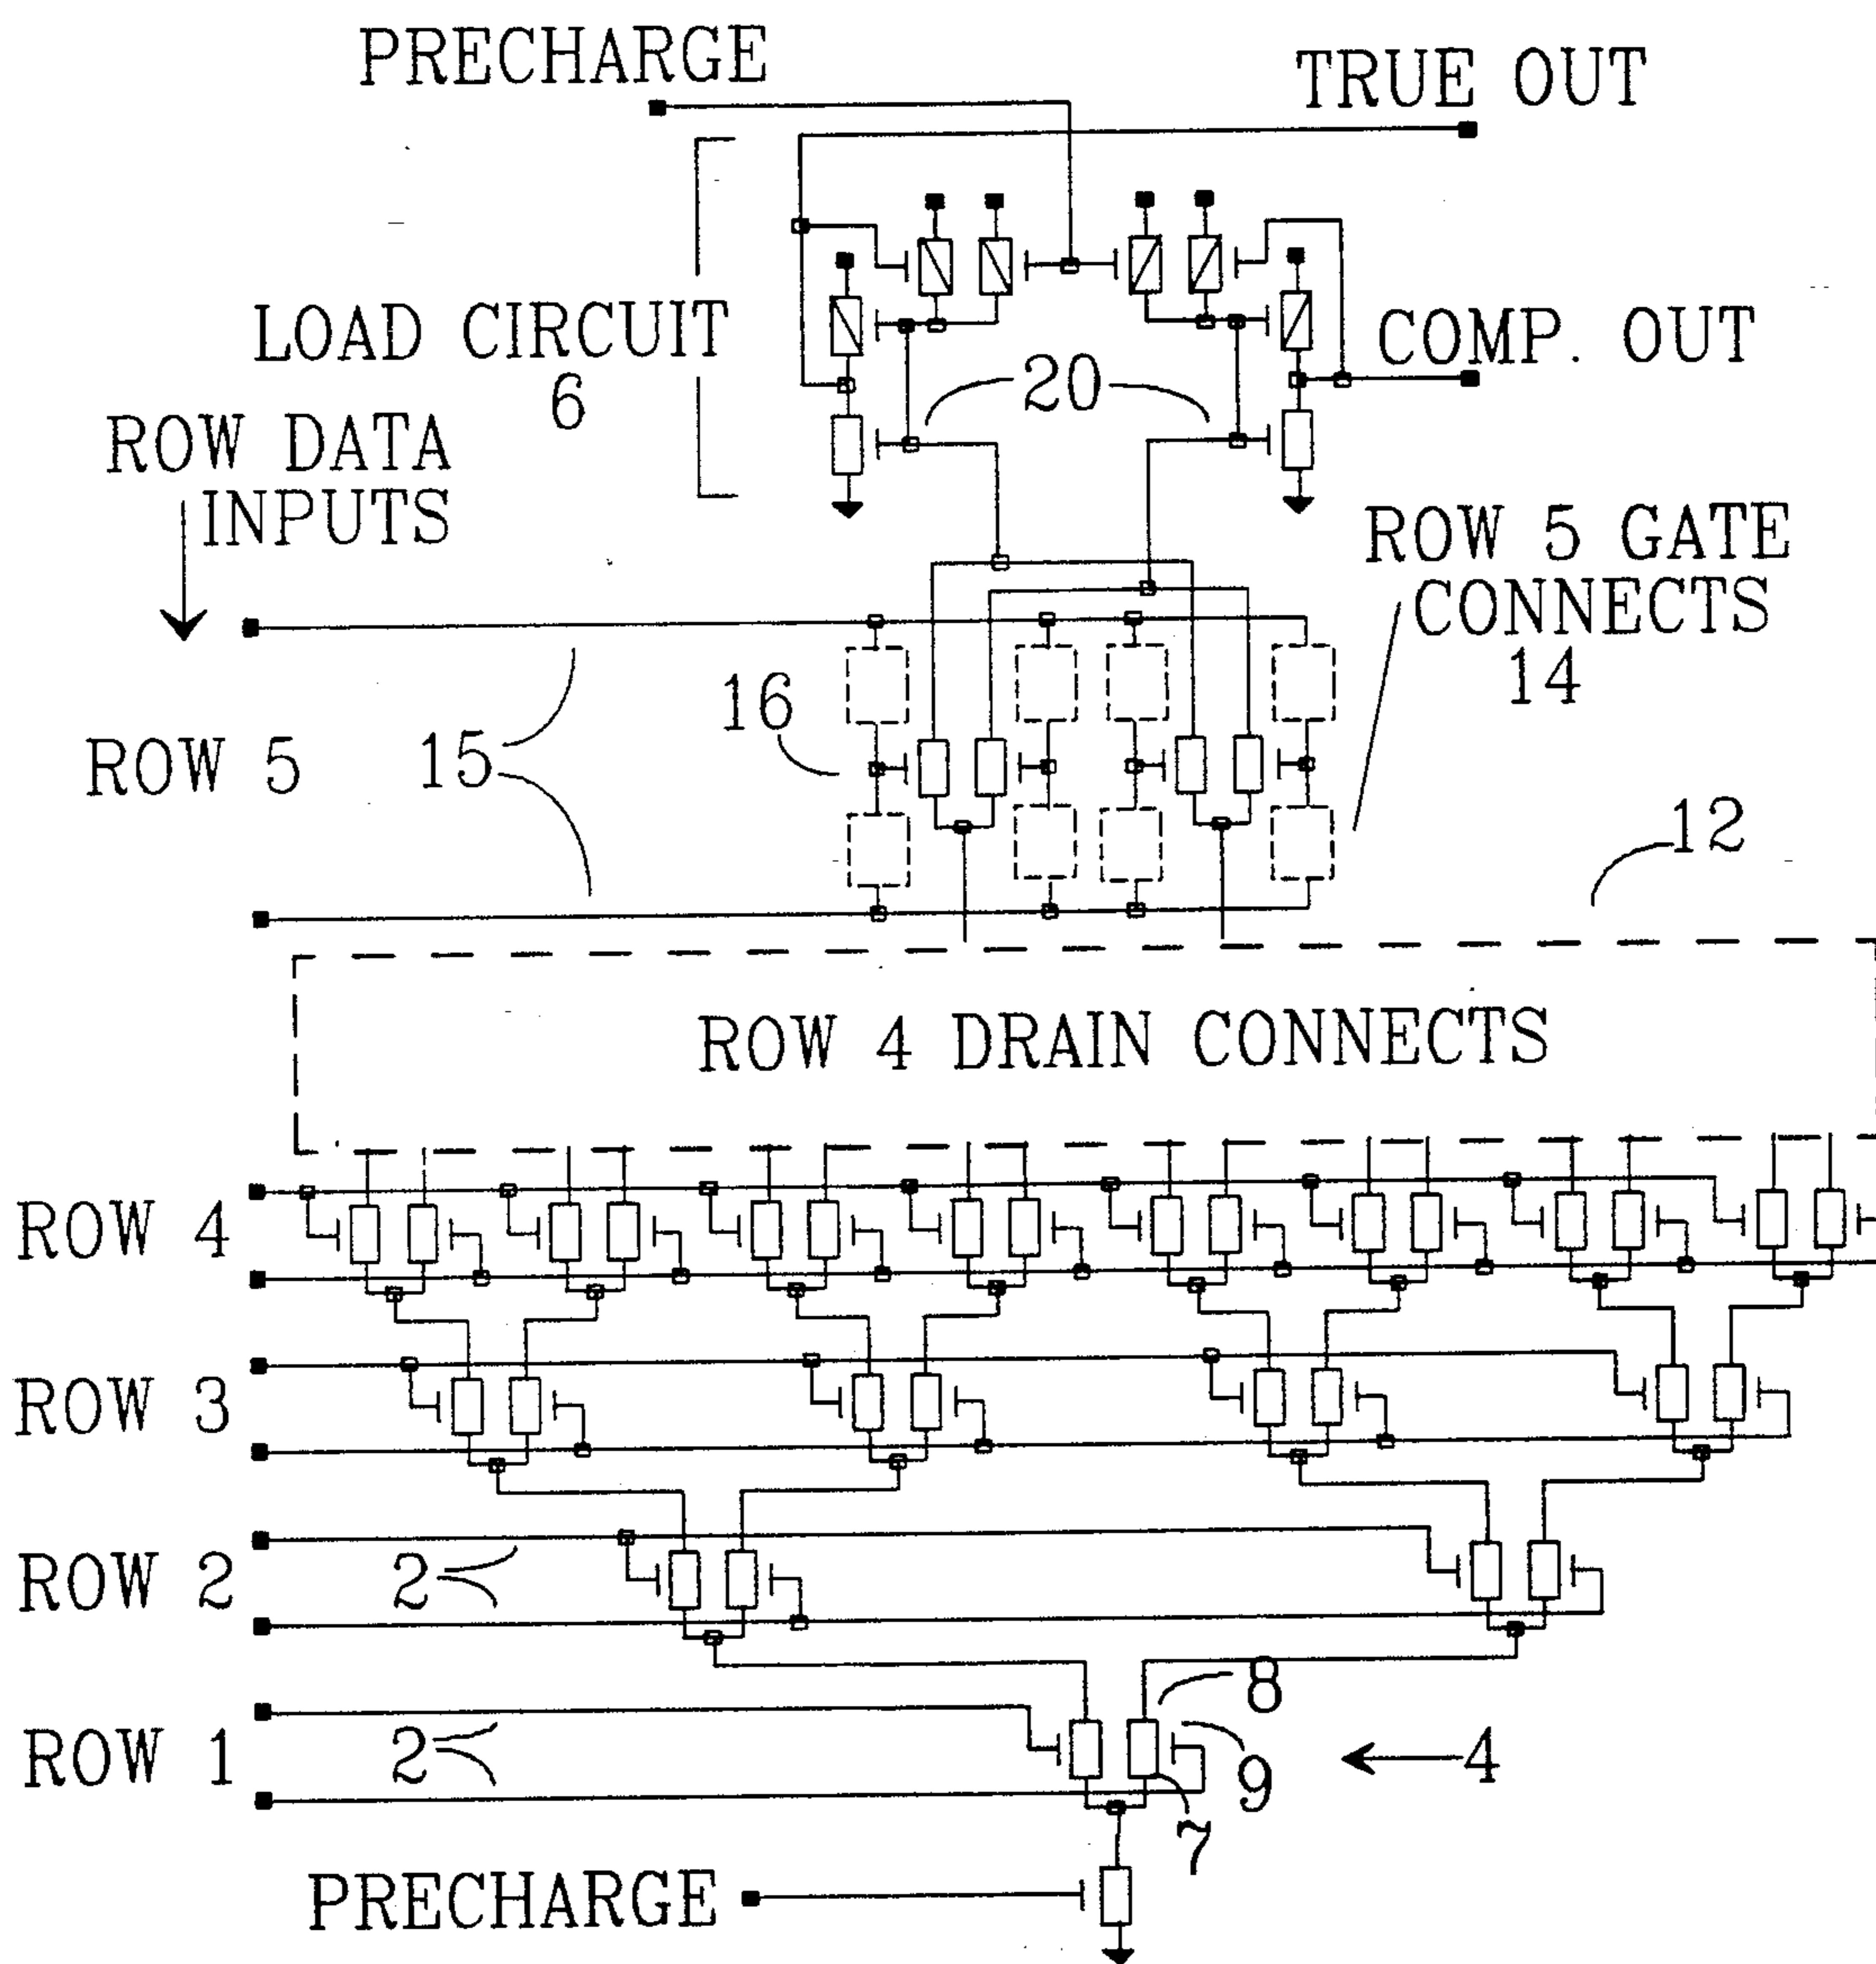 PRECHARGE
TRUE OUT
LOAD CIRCUIT
6
COMP. OUT
20
ROW DATA
INPUTS
ROW 5 GATE
CONNECTS
14
16
ROW 5
15
12
ROW 4 DRAIN CONNECTS
ROW 4
ROW 3
ROW 2
2
8
ROW 1
2
9
4
7
PRECHARGE